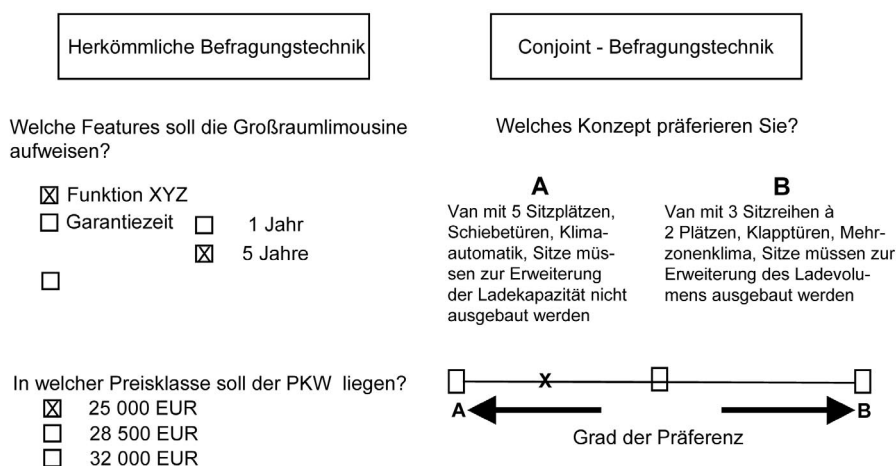 Herkömmliche Befragungstechnik
Welche Features soll die Großraumlimousine
aufweisen?
Funktion XYZ
Garantiezeit
1 Jahr
5 Jahre
In welcher Preisklasse soll der PKW liegen?
25 000 EUR
28 500 EUR
32 000 EUR
Conjoint - Befragungstechnik
Welches Konzept präferieren Sie?
A
Van mit 5 Sitzplätzen,
Schiebetüren, Klima-
automatik, Sitze müs-
sen zur Erweiterung
der Ladekapazität nicht
ausgebaut werden
B
Van mit 3 Sitzreihen à
2 Plätzen, Klapptüren, Mehr-
zonenklima, Sitze müssen zur
Erweiterung des Ladevolu-
mens ausgebaut werden
X
A
B
Grad der Präferenz